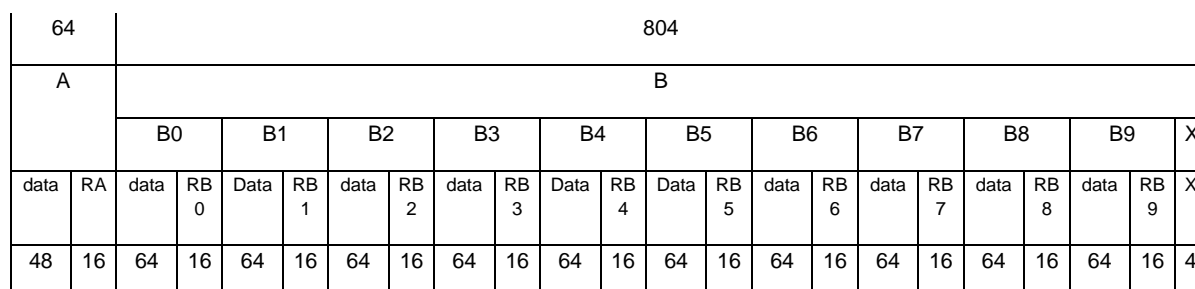 64 804
A B
B0 B1 B2 B3 B4 B5 B6 B7 B8 B9 X
data RA data RB 0 Data RB 1 data RB 2 data RB 3 Data RB 4 Data RB 5 data RB 6 data RB 7 data RB 8 data RB 9 X
48 16 64 16 64 16 64 16 64 16 64 16 64 16 64 16 64 16 64 16 64 16 4